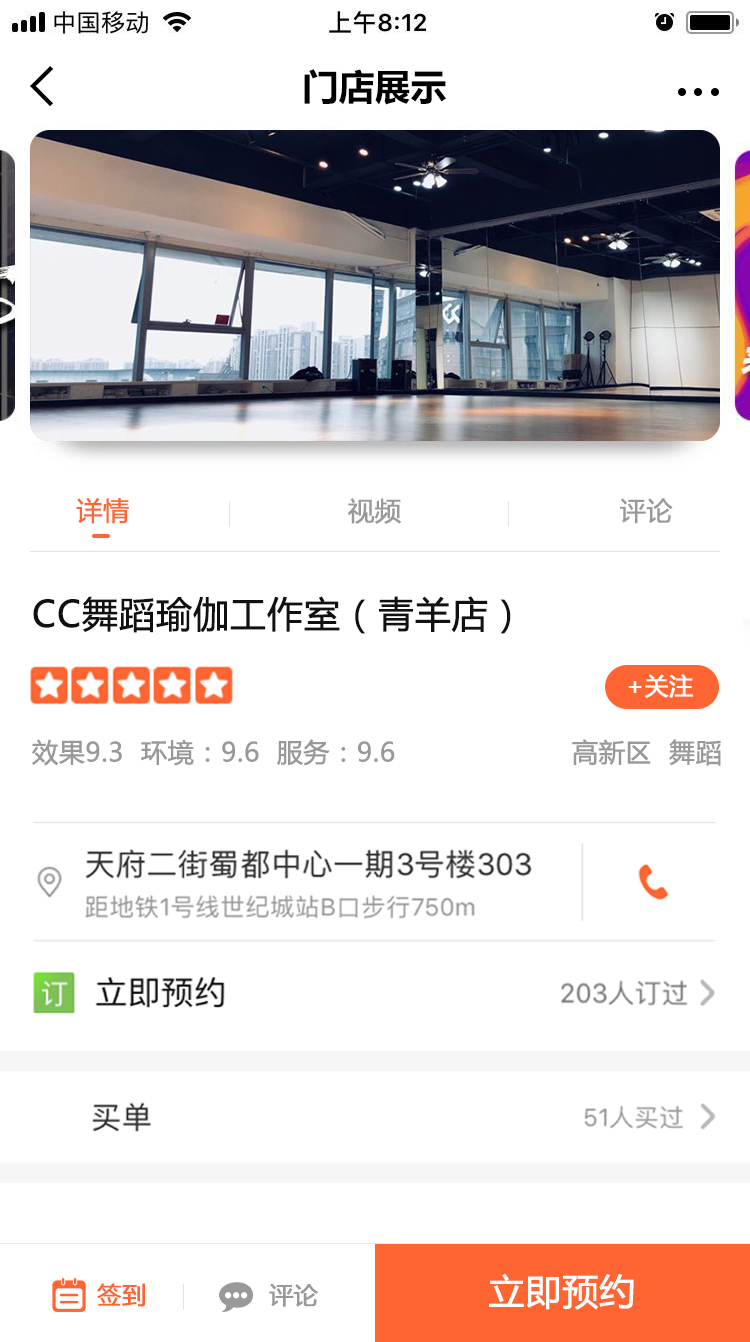 中国移动 上午8:12
门店展示
详情 视频 评论
CC舞蹈瑜伽工作室（青羊店）
+关注
效果9.3 环境：9.6 服务：9.6 高新区 舞蹈
天府二街蜀都中心一期3号楼303
距地铁1号线世纪城站B口步行750m
订 立即预约 203人订过
买单 51人买过
签到 评论 立即预约